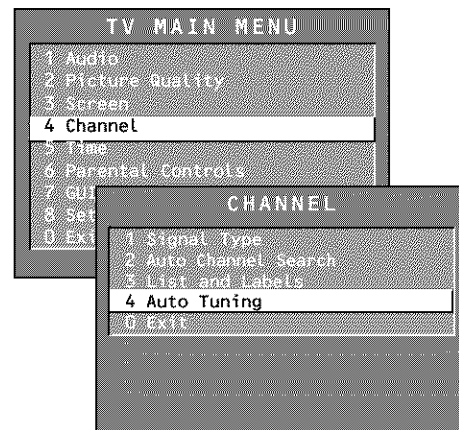 TV MAIN MENU
1 Audio
2 Picture Quality
3 Screen
4 Channel
5 Time
6 Parental Controls
7 GUI
8 Set
0 Exi
CHANNEL
1 Signal Type
2 Auto Channel Search
3 List and Labels
4 Auto Tuning
0 Exit